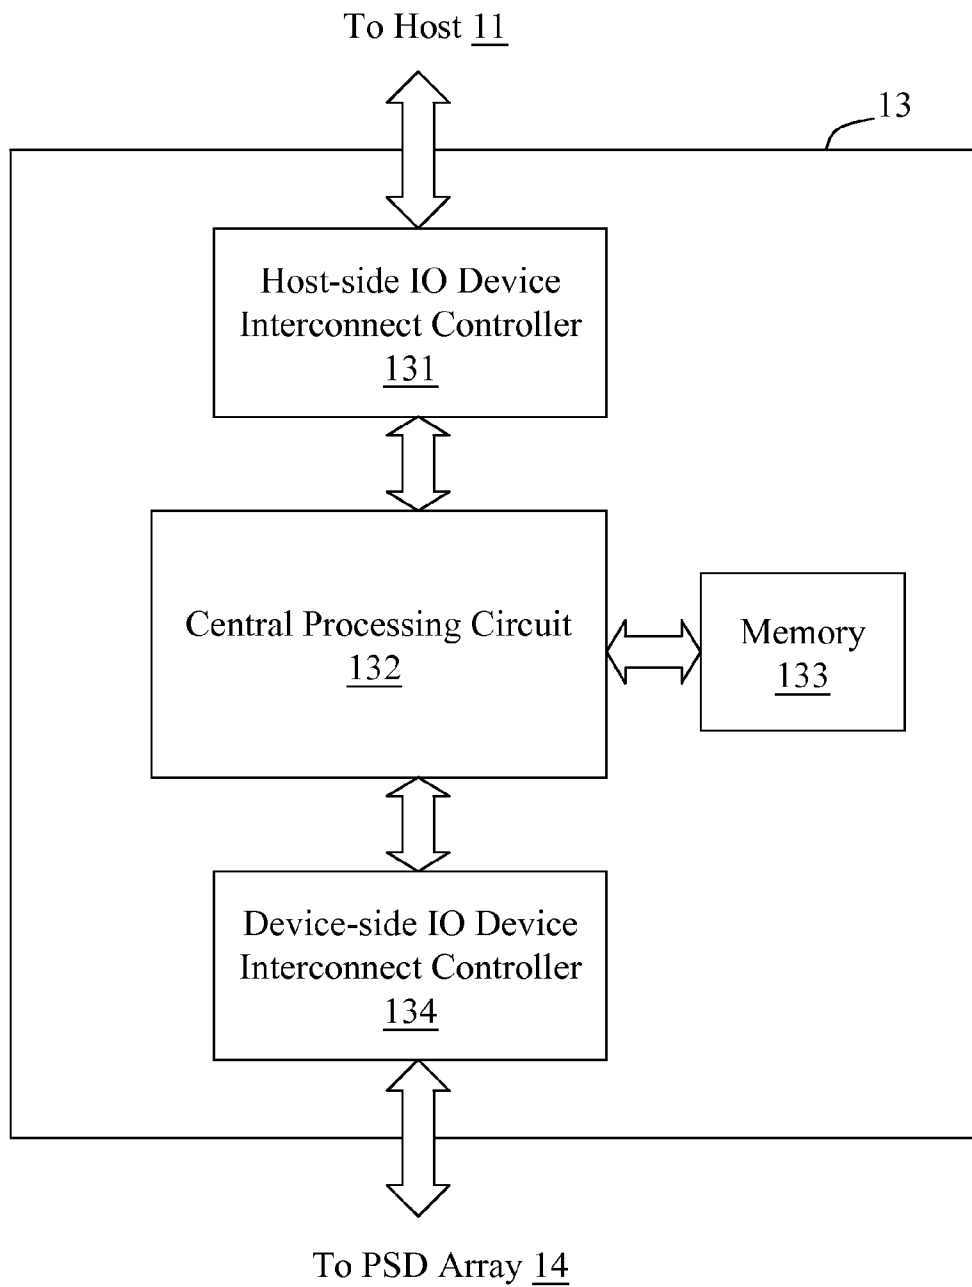 To Host 11
13
Host-side IO Device
Interconnect Controller
131
Central Processing Circuit
132
Memory
133
Device-side IO Device
Interconnect Controller
134
To PSD Array 14